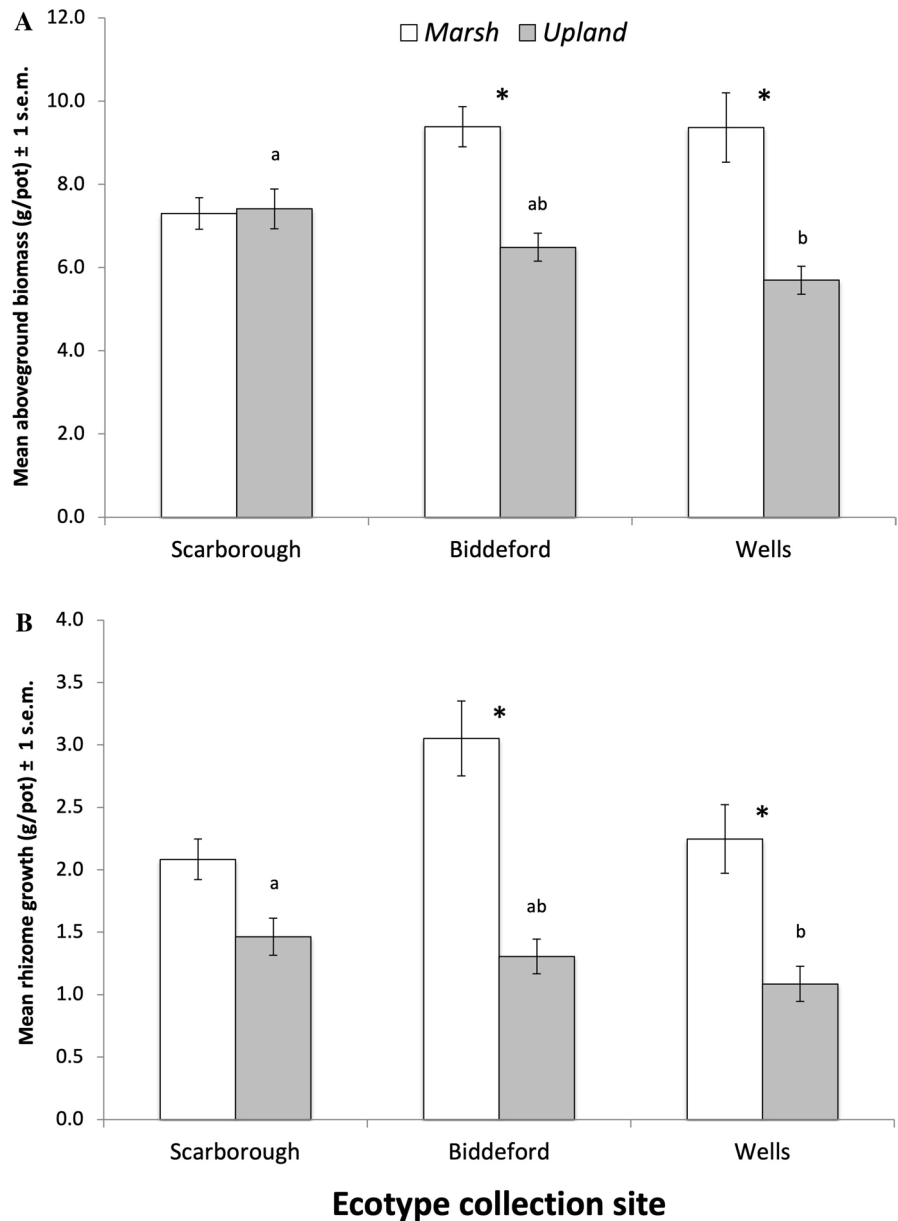 A
12.0
Marsh Upland
10.0
8.0
6.0
4.0
2.0
0.0
Mean aboveground biomass (g/pot) ± 1 s.e.m.
a
*
ab
*
b
Scarborough Biddeford Wells
B
4.0
3.5
3.0
2.5
2.0
1.5
1.0
0.5
0.0
Mean rhizome growth (g/pot) ± 1 s.e.m.
a
*
ab
*
b
Scarborough Biddeford Wells
Ecotype collection site